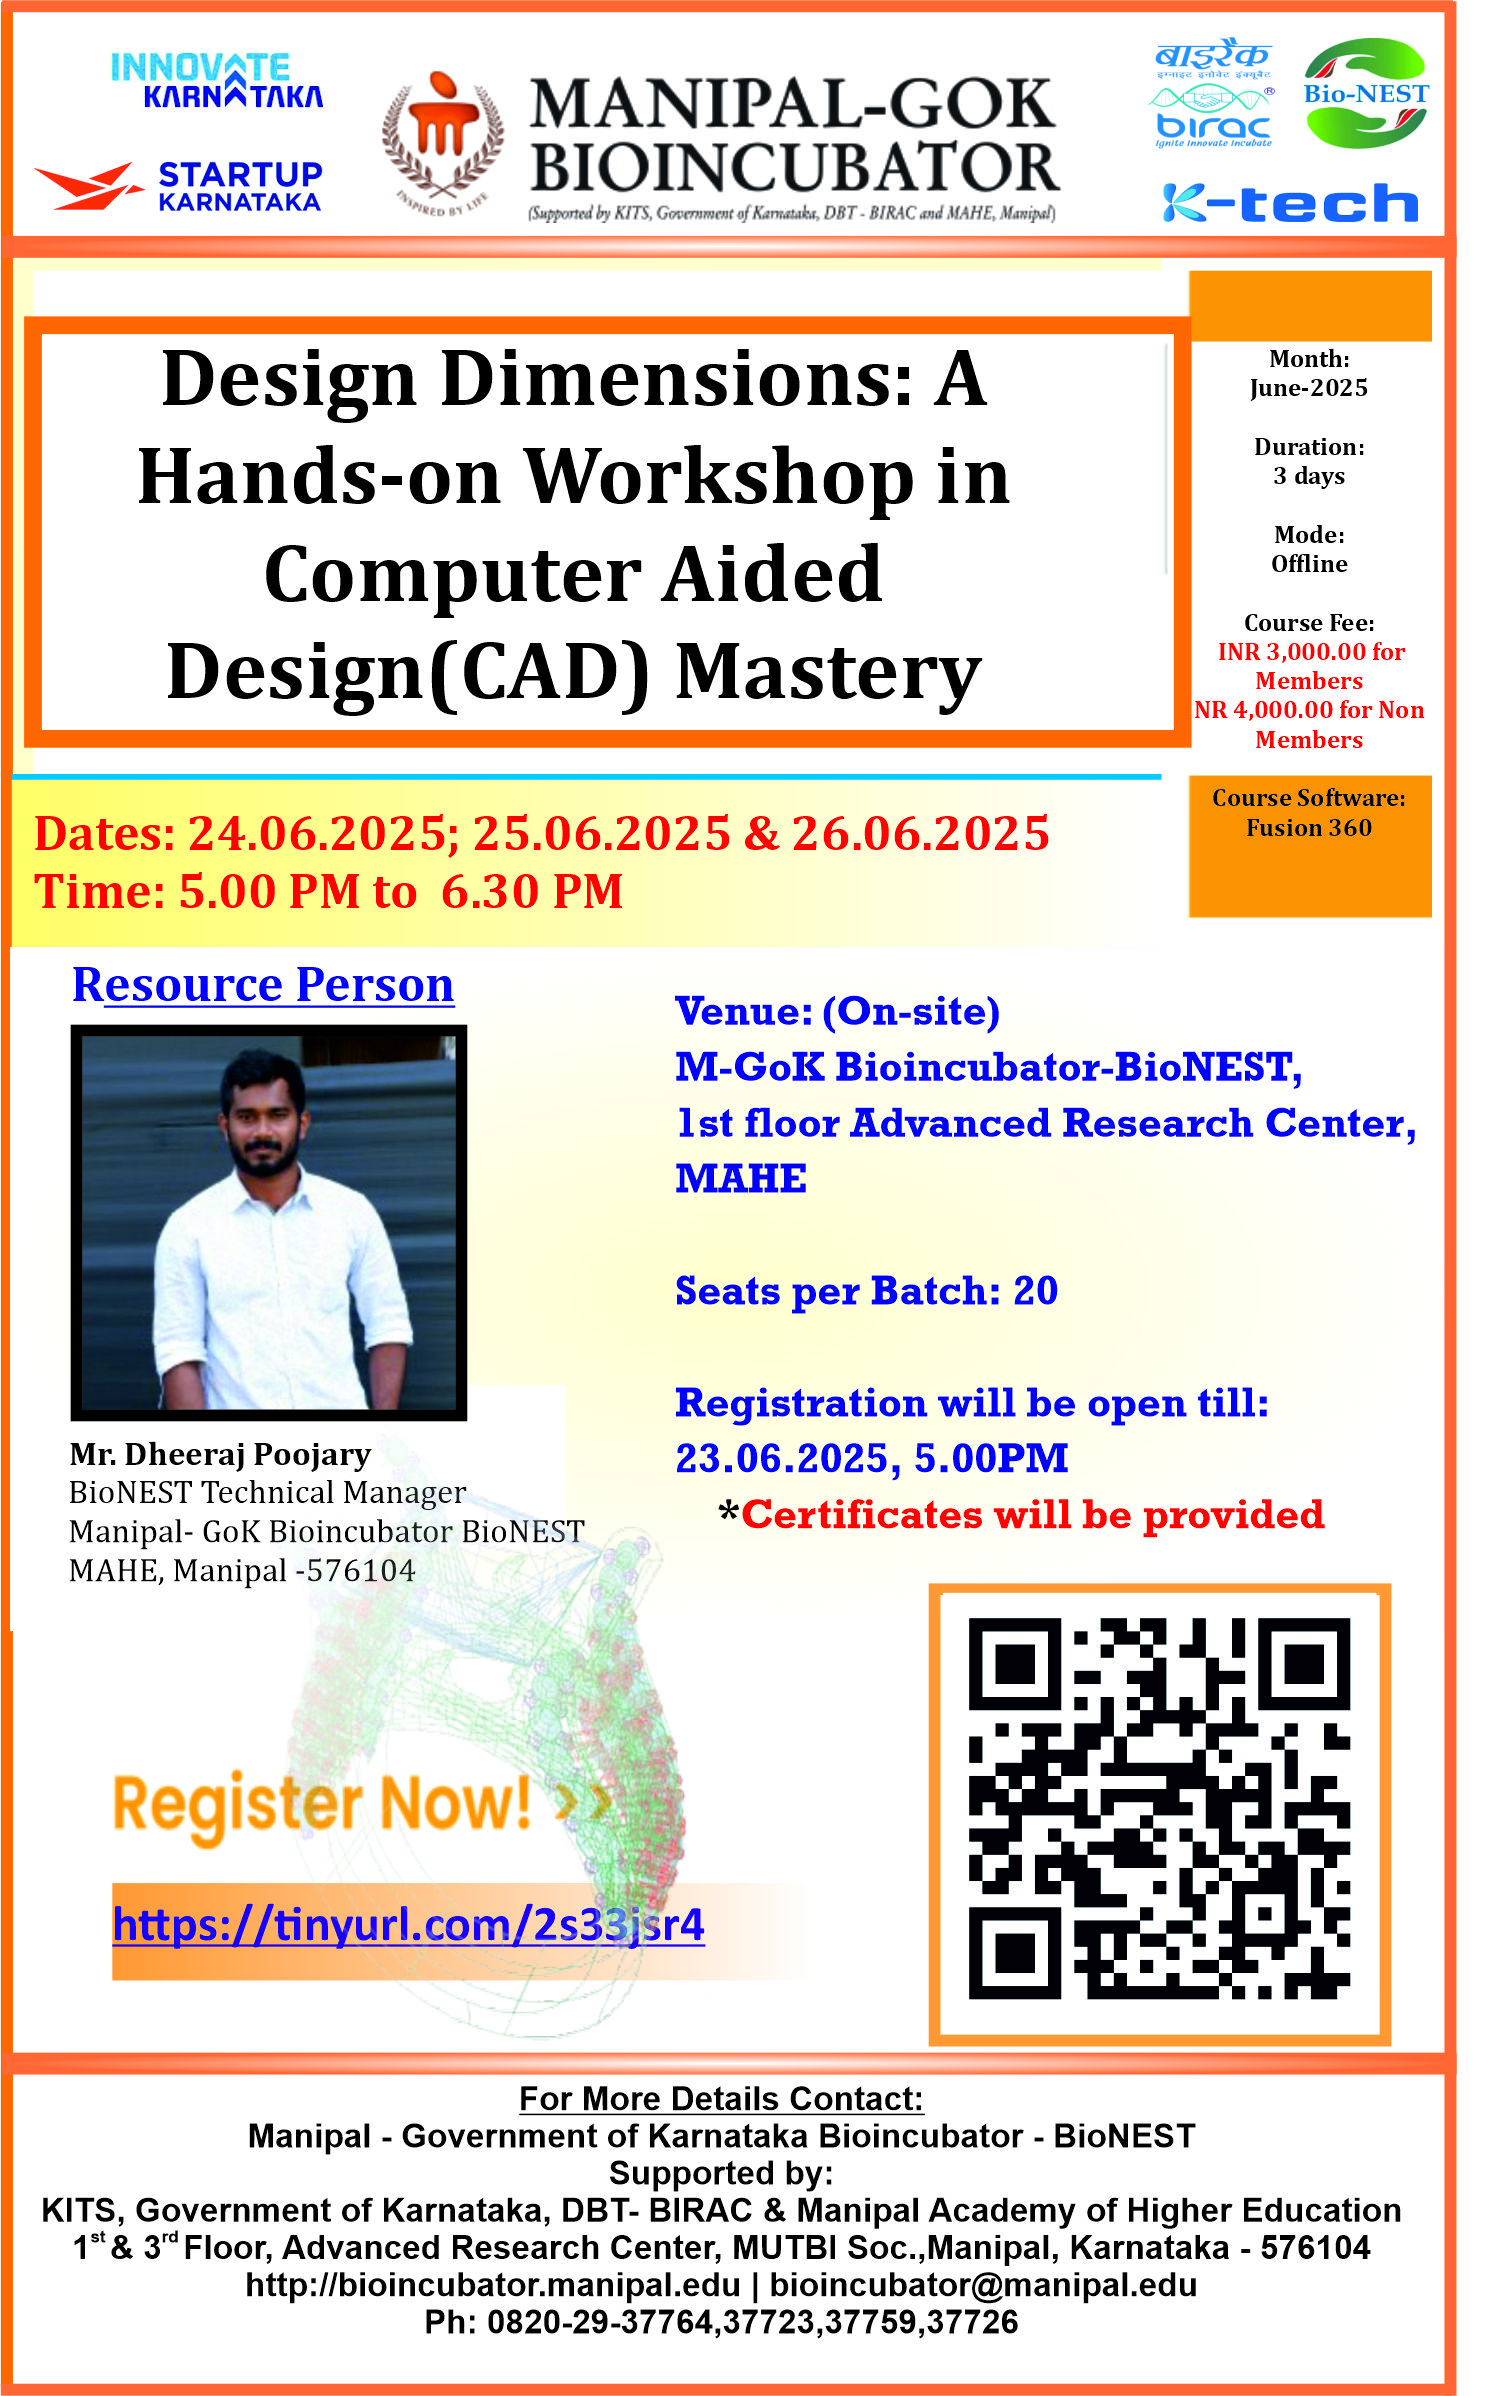 INNOVATE
KARNATAKA
STARTUP
KARNATAKA
INSPIRED BY LIFE
MANIPAL-GOK
BIOINCUBATOR
(Supported by KITS, Government of Karnataka, DBT - BIRAC and MAHE, Manipal)
बाइरैक
इग्नाइट इनोवेट इंक्यूबैट
®
birac
Ignite Innovate Incubate
Bio-NEST
K-tech
Design Dimensions: A
Hands-on Workshop in
Computer Aided
Design(CAD) Mastery
Month:
June-2025
Duration:
3 days
Mode:
Offline
Course Fee:
INR 3,000.00 for
Members
NR 4,000.00 for Non
Members
Course Software:
Fusion 360
Dates: 24.06.2025; 25.06.2025 & 26.06.2025
Time: 5.00 PM to 6.30 PM
Resource Person
Mr. Dheeraj Poojary
BioNEST Technical Manager
Manipal- GoK Bioincubator BioNEST
MAHE, Manipal -576104
Venue: (On-site)
M-GoK Bioincubator-BioNEST,
1st floor Advanced Research Center,
MAHE
Seats per Batch: 20
Registration will be open till:
23.06.2025, 5.00PM
*Certificates will be provided
Register Now! >>
https://tinyurl.com/2s33jsr4
For More Details Contact:
Manipal - Government of Karnataka Bioincubator - BioNEST
Supported by:
KITS, Government of Karnataka, DBT- BIRAC & Manipal Academy of Higher Education
1st & 3rd Floor, Advanced Research Center, MUTBI Soc.,Manipal, Karnataka - 576104
http://bioincubator.manipal.edu | bioincubator@manipal.edu
Ph: 0820-29-37764,37723,37759,37726